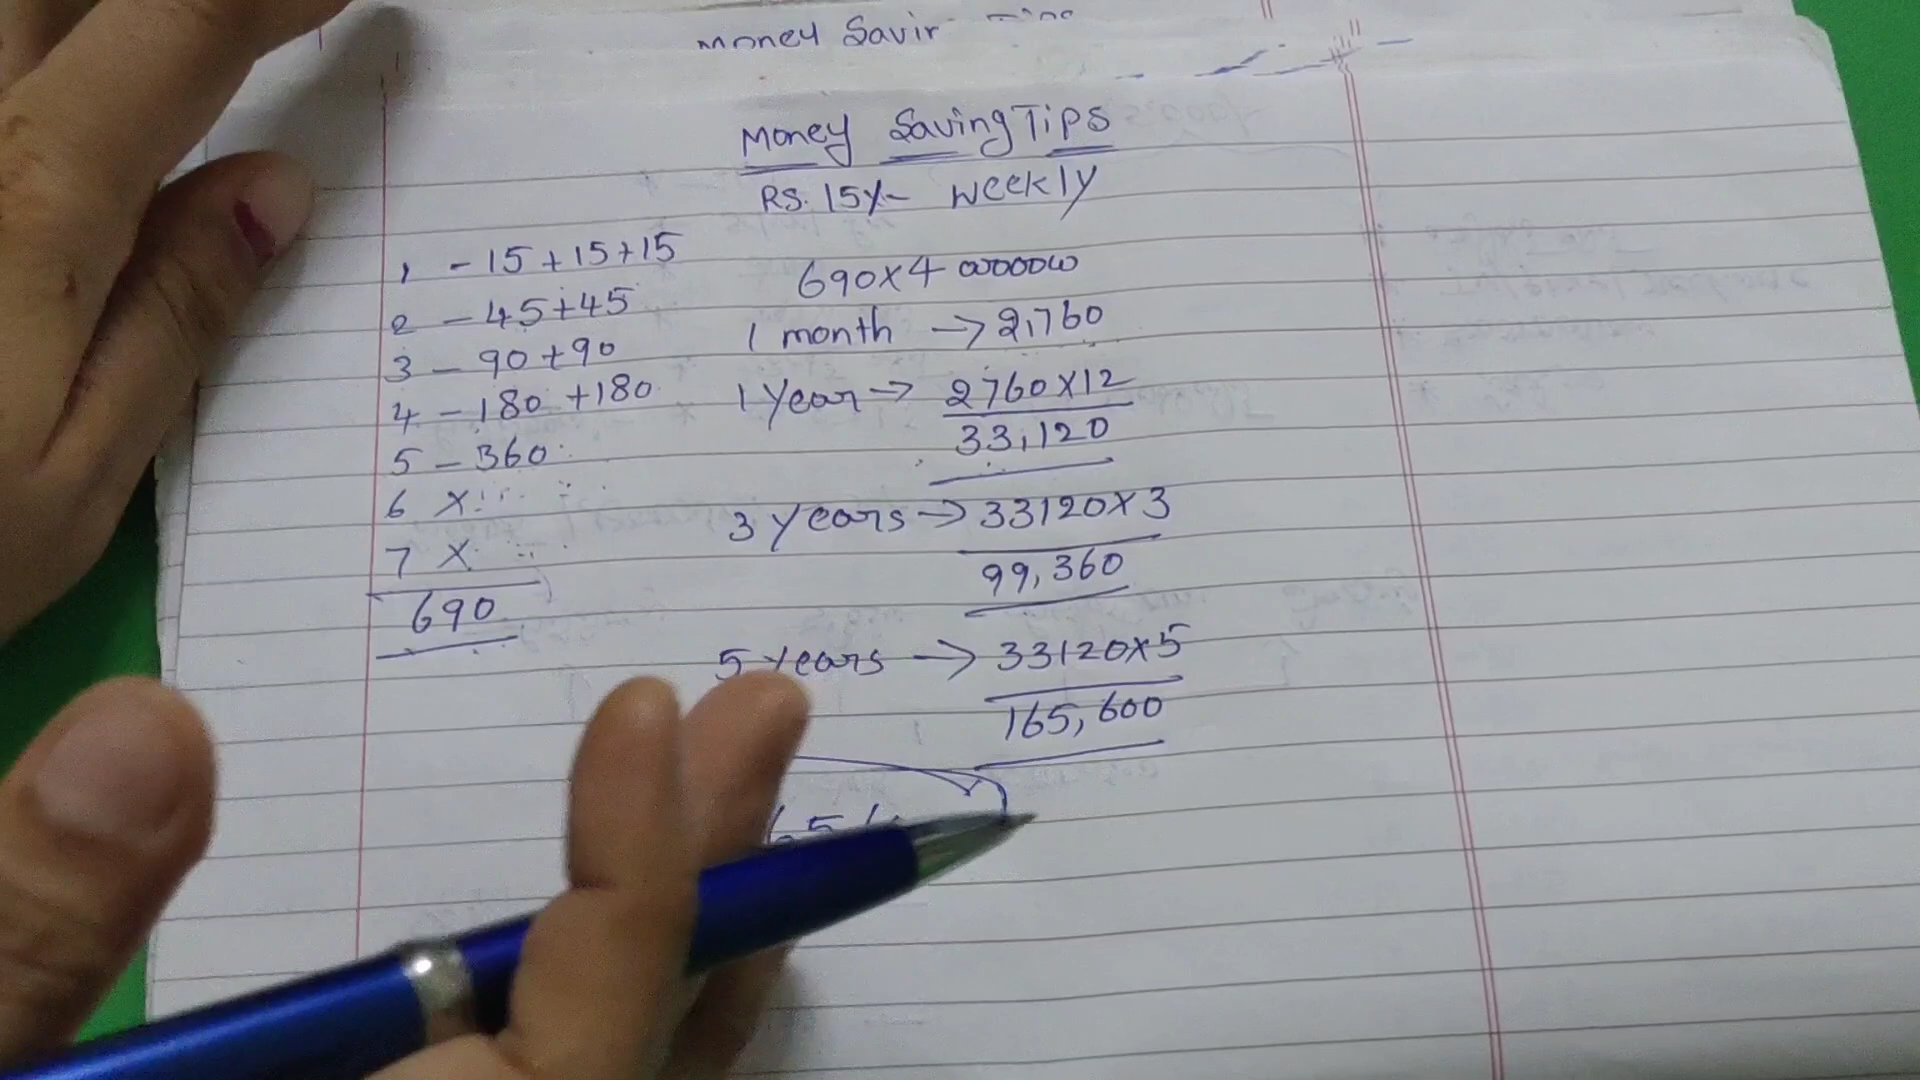 Money Savin
Money Saving Tips
RS. 15/- Weekly
1 - 15+15+15
2 - 45+45
3 - 90+90
4 - 180+180
5 - 360
6 X
7 X
690
690X4
1 month → 2,760
1 Year → 2760X12
33,120
3 Years → 33120X3
99,360
5 Years → 33120X5
165,600